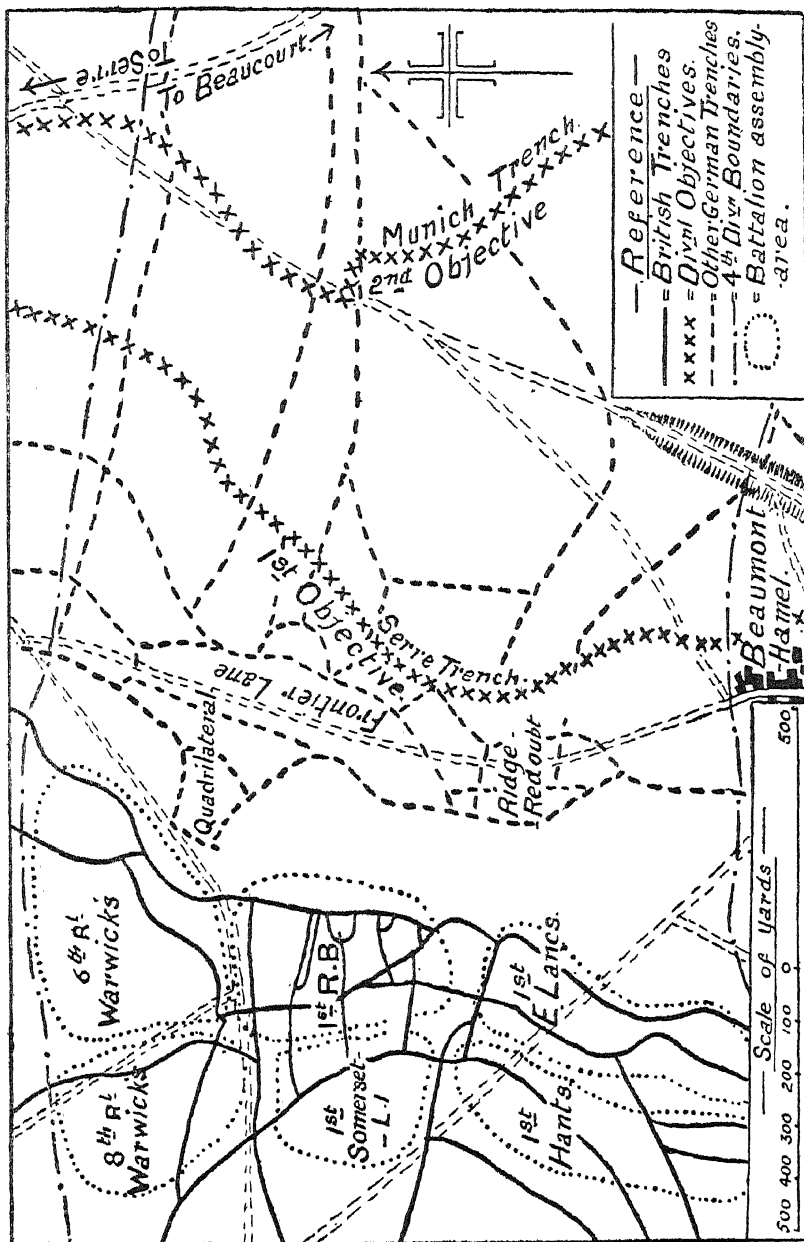 To Serre
To Beaucourt.
Munich Trench.
2nd Objective
1st Objective.
Serre Trench.
Frontier Lane
Quadrilateral-
Ridge-
-Redoubt
6th Rl
Warwicks
8th Rl
Warwicks
1st R.B.
1st
Somerset-
-L.I
1st
E Lancs.
1st
Hants.
Beaumont
-Hamel.
— Reference —
= British Trenches
xxxx = Divnl Objectives.
= Other German Trenches
= 4th Divn Boundaries.
= Battalion assembly-
-area.
— Scale of Yards —
500 400 300 200 100 0 500